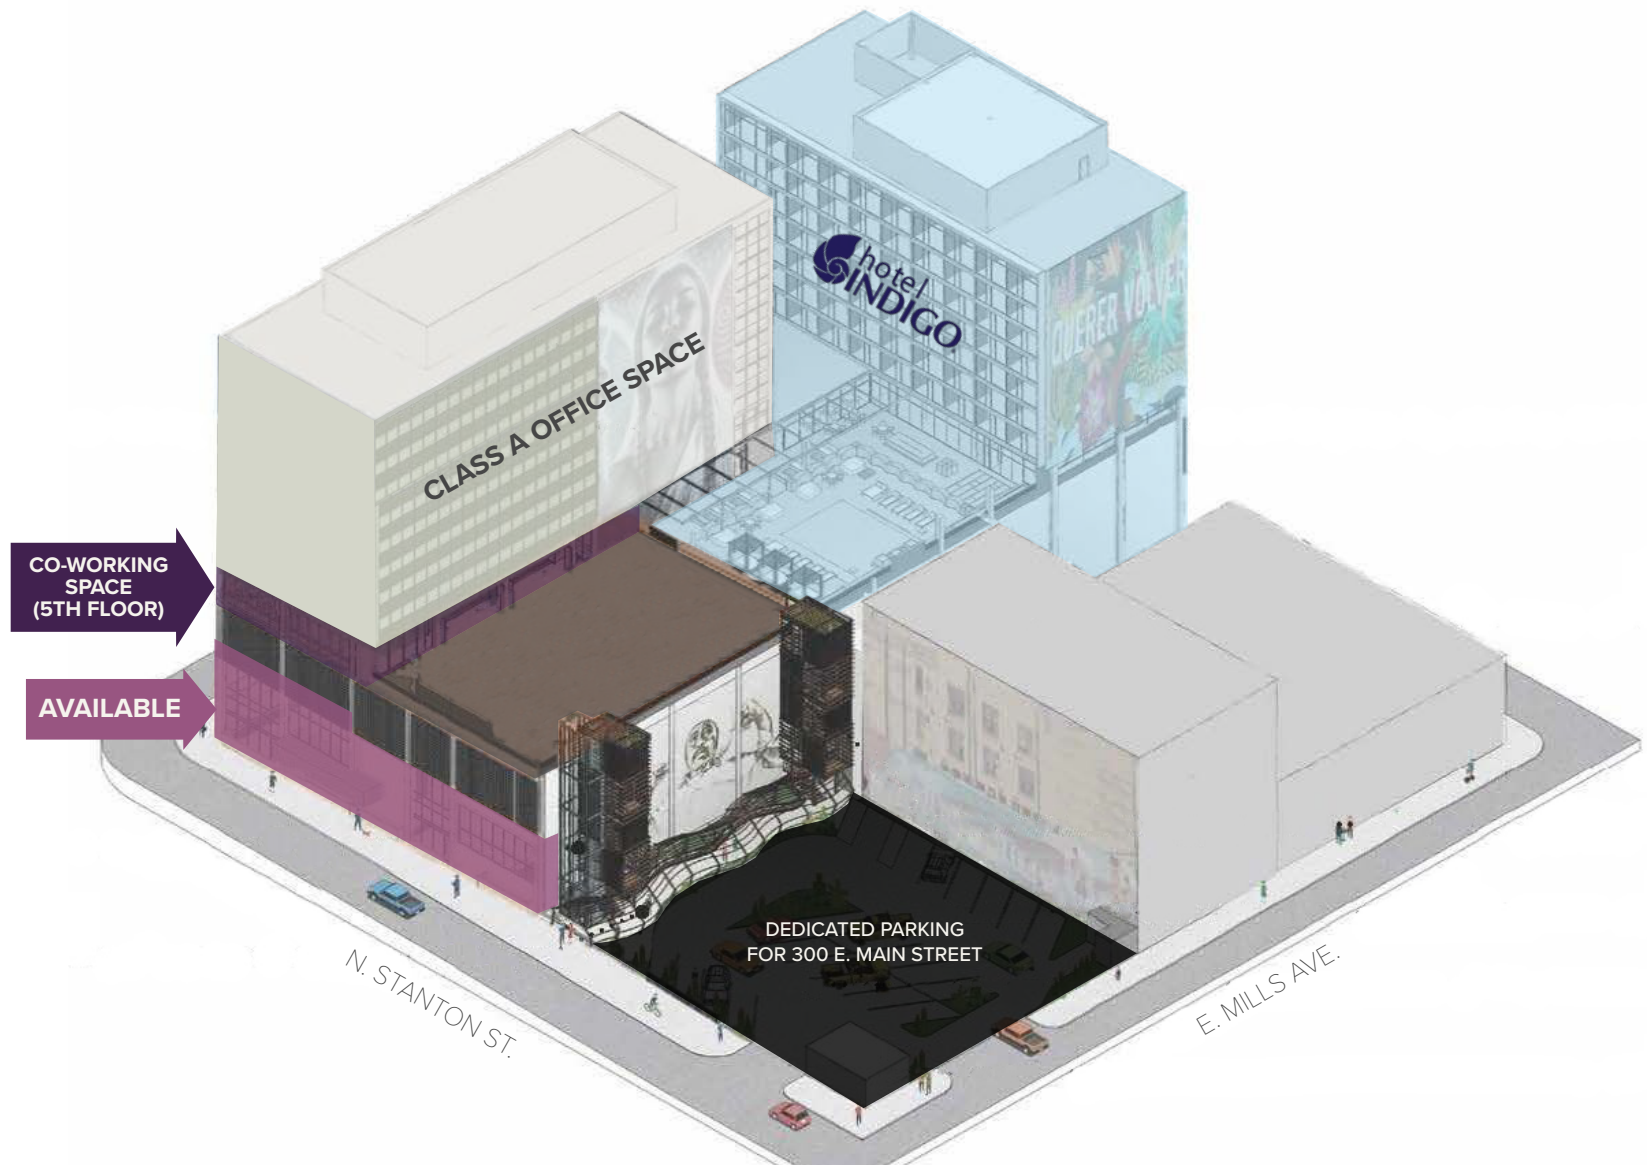 hotel
INDIGO
QUERER VOLVER
CLASS A OFFICE SPACE
CO-WORKING
SPACE
(5TH FLOOR)
AVAILABLE
DEDICATED PARKING
FOR 300 E. MAIN STREET
N. STANTON ST.
E. MILLS AVE.